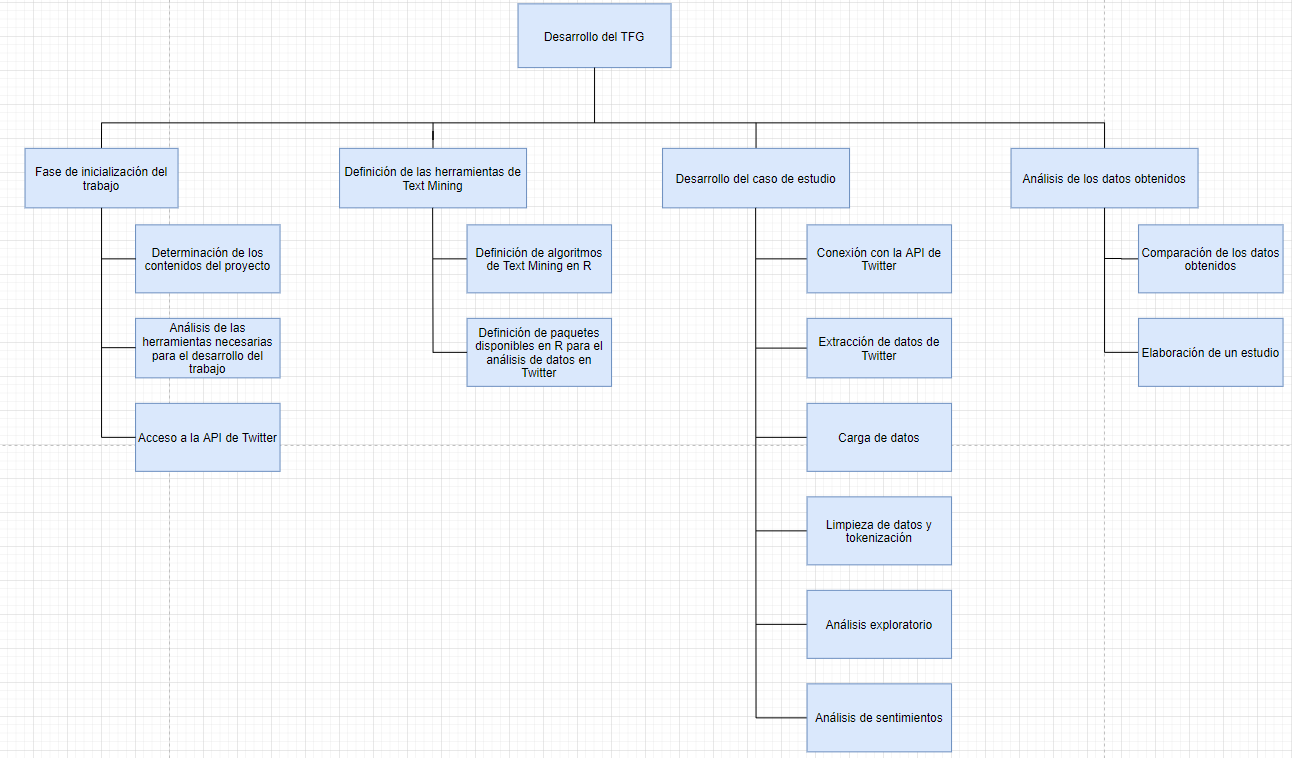 Desarrollo del TFG
Fase de inicialización del
trabajo
Determinación de los
contenidos del proyecto
Análisis de las
herramientas necesarias
para el desarrollo del
trabajo
Acceso a la API de Twitter
Definición de las herramientas de
Text Mining
Definición de algoritmos
de Text Mining en R
Definición de paquetes
disponibles en R para el
análisis de datos en
Twitter
Desarrollo del caso de estudio
Conexión con la API de
Twitter
Extracción de datos de
Twitter
Carga de datos
Limpieza de datos y
tokenización
Análisis exploratorio
Análisis de sentimientos
Análisis de los datos obtenidos
Comparación de los datos
obtenidos
Elaboración de un estudio